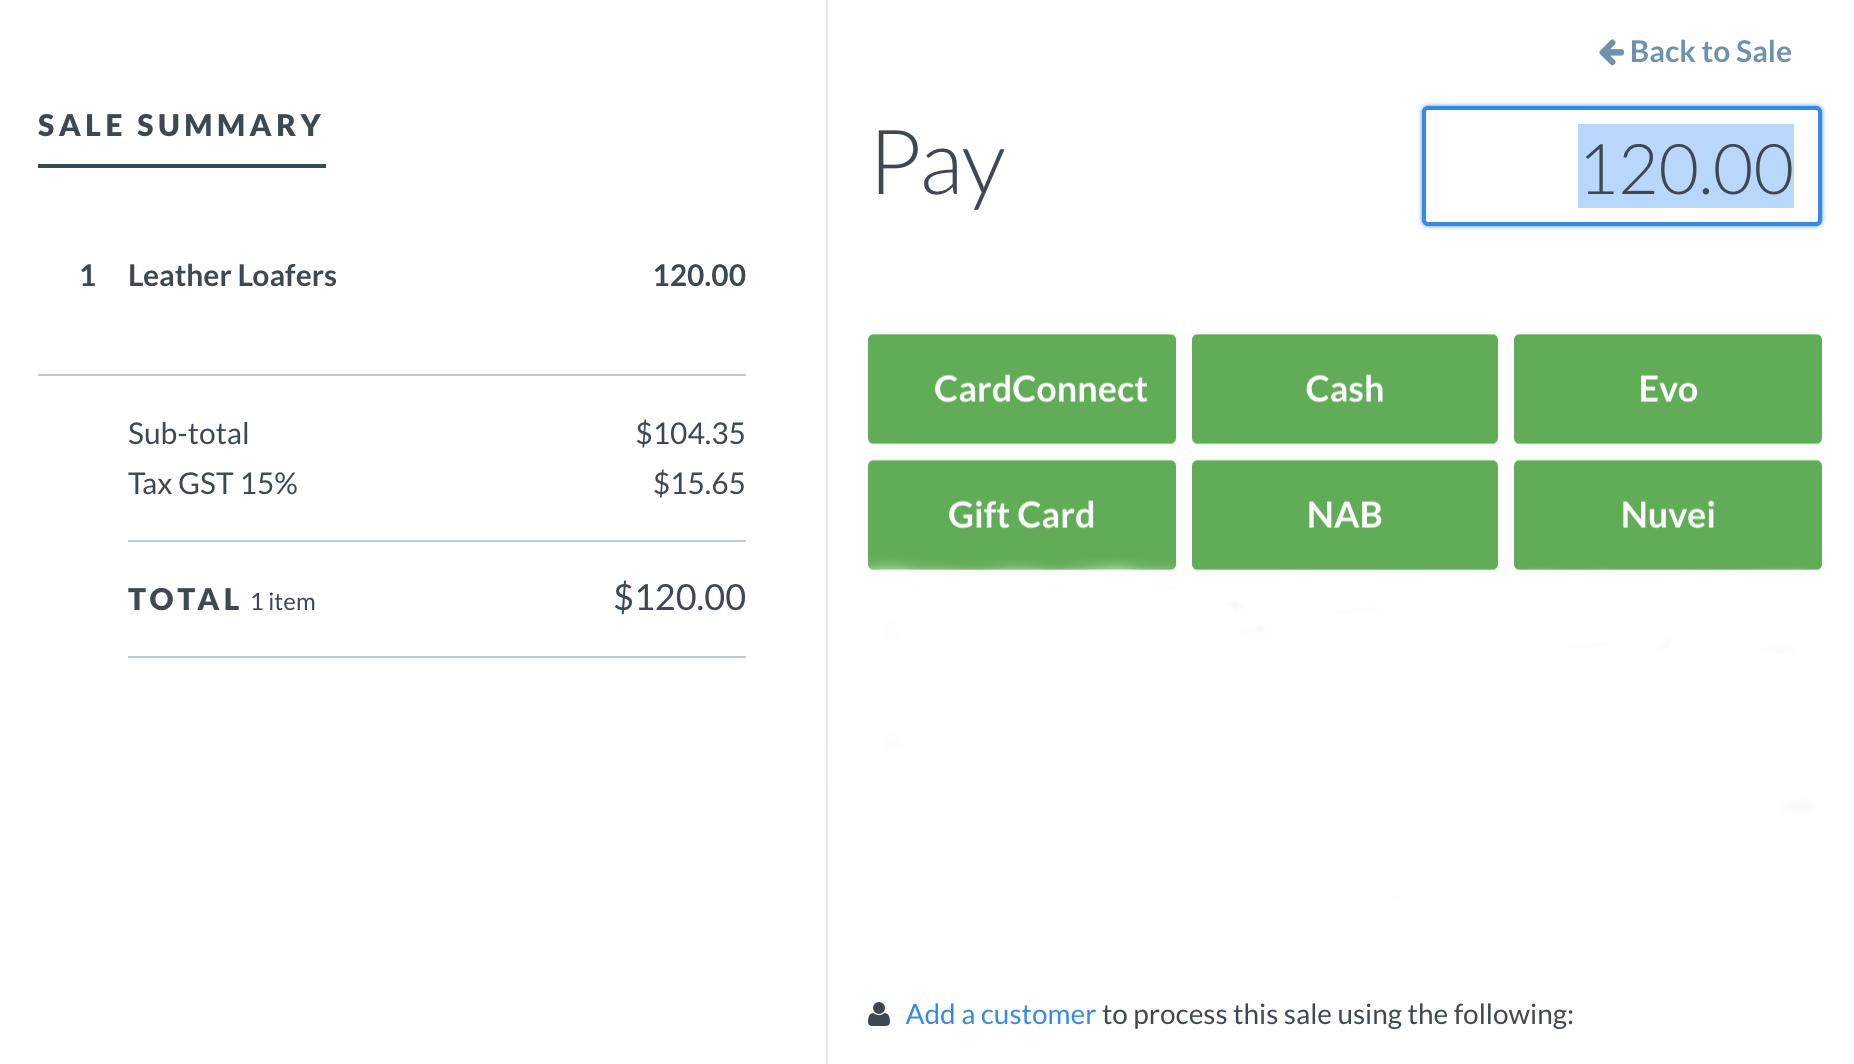 Back to Sale
SALE SUMMARY
Pay
120.00
1 Leather Loafers 120.00
CardConnect Cash Evo
Sub-total $104.35
Tax GST 15% $15.65
Gift Card NAB Nuvei
TOTAL 1 item $120.00
Add a customer to process this sale using the following: